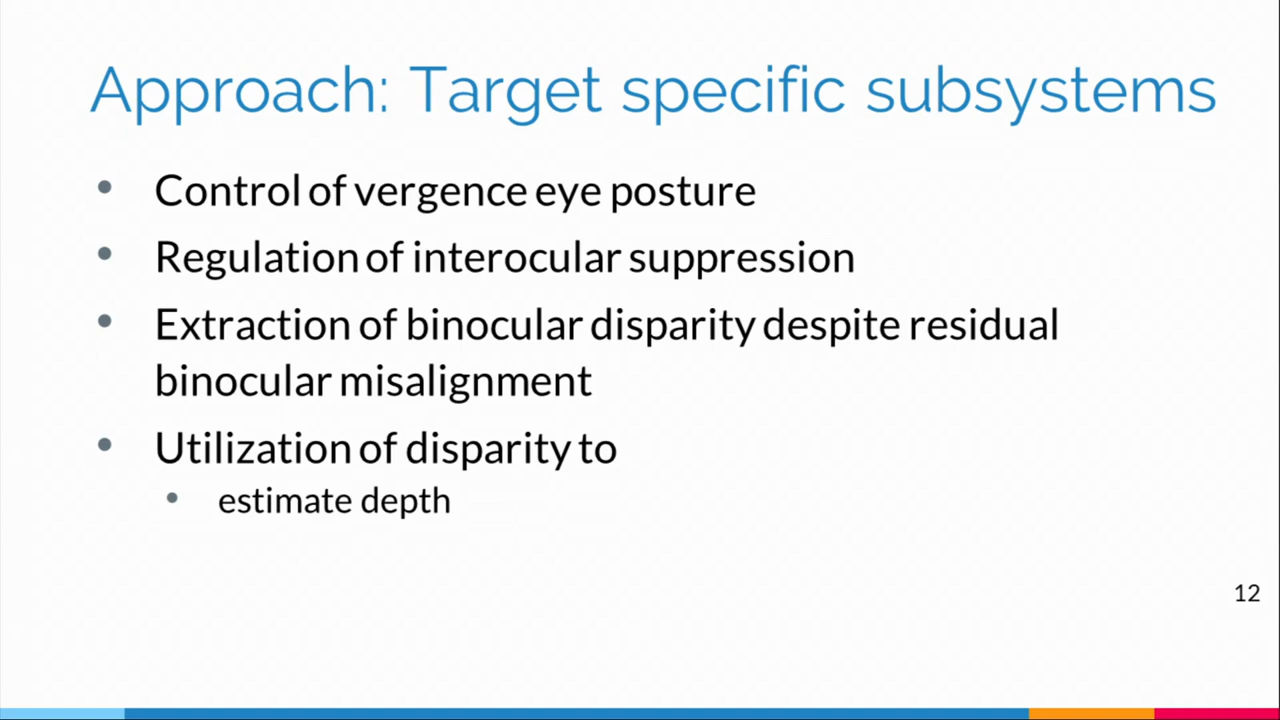 Approach: Target specific subsystems
• Control of vergence eye posture
• Regulation of interocular suppression
• Extraction of binocular disparity despite residual
binocular misalignment
• Utilization of disparity to
• estimate depth
12